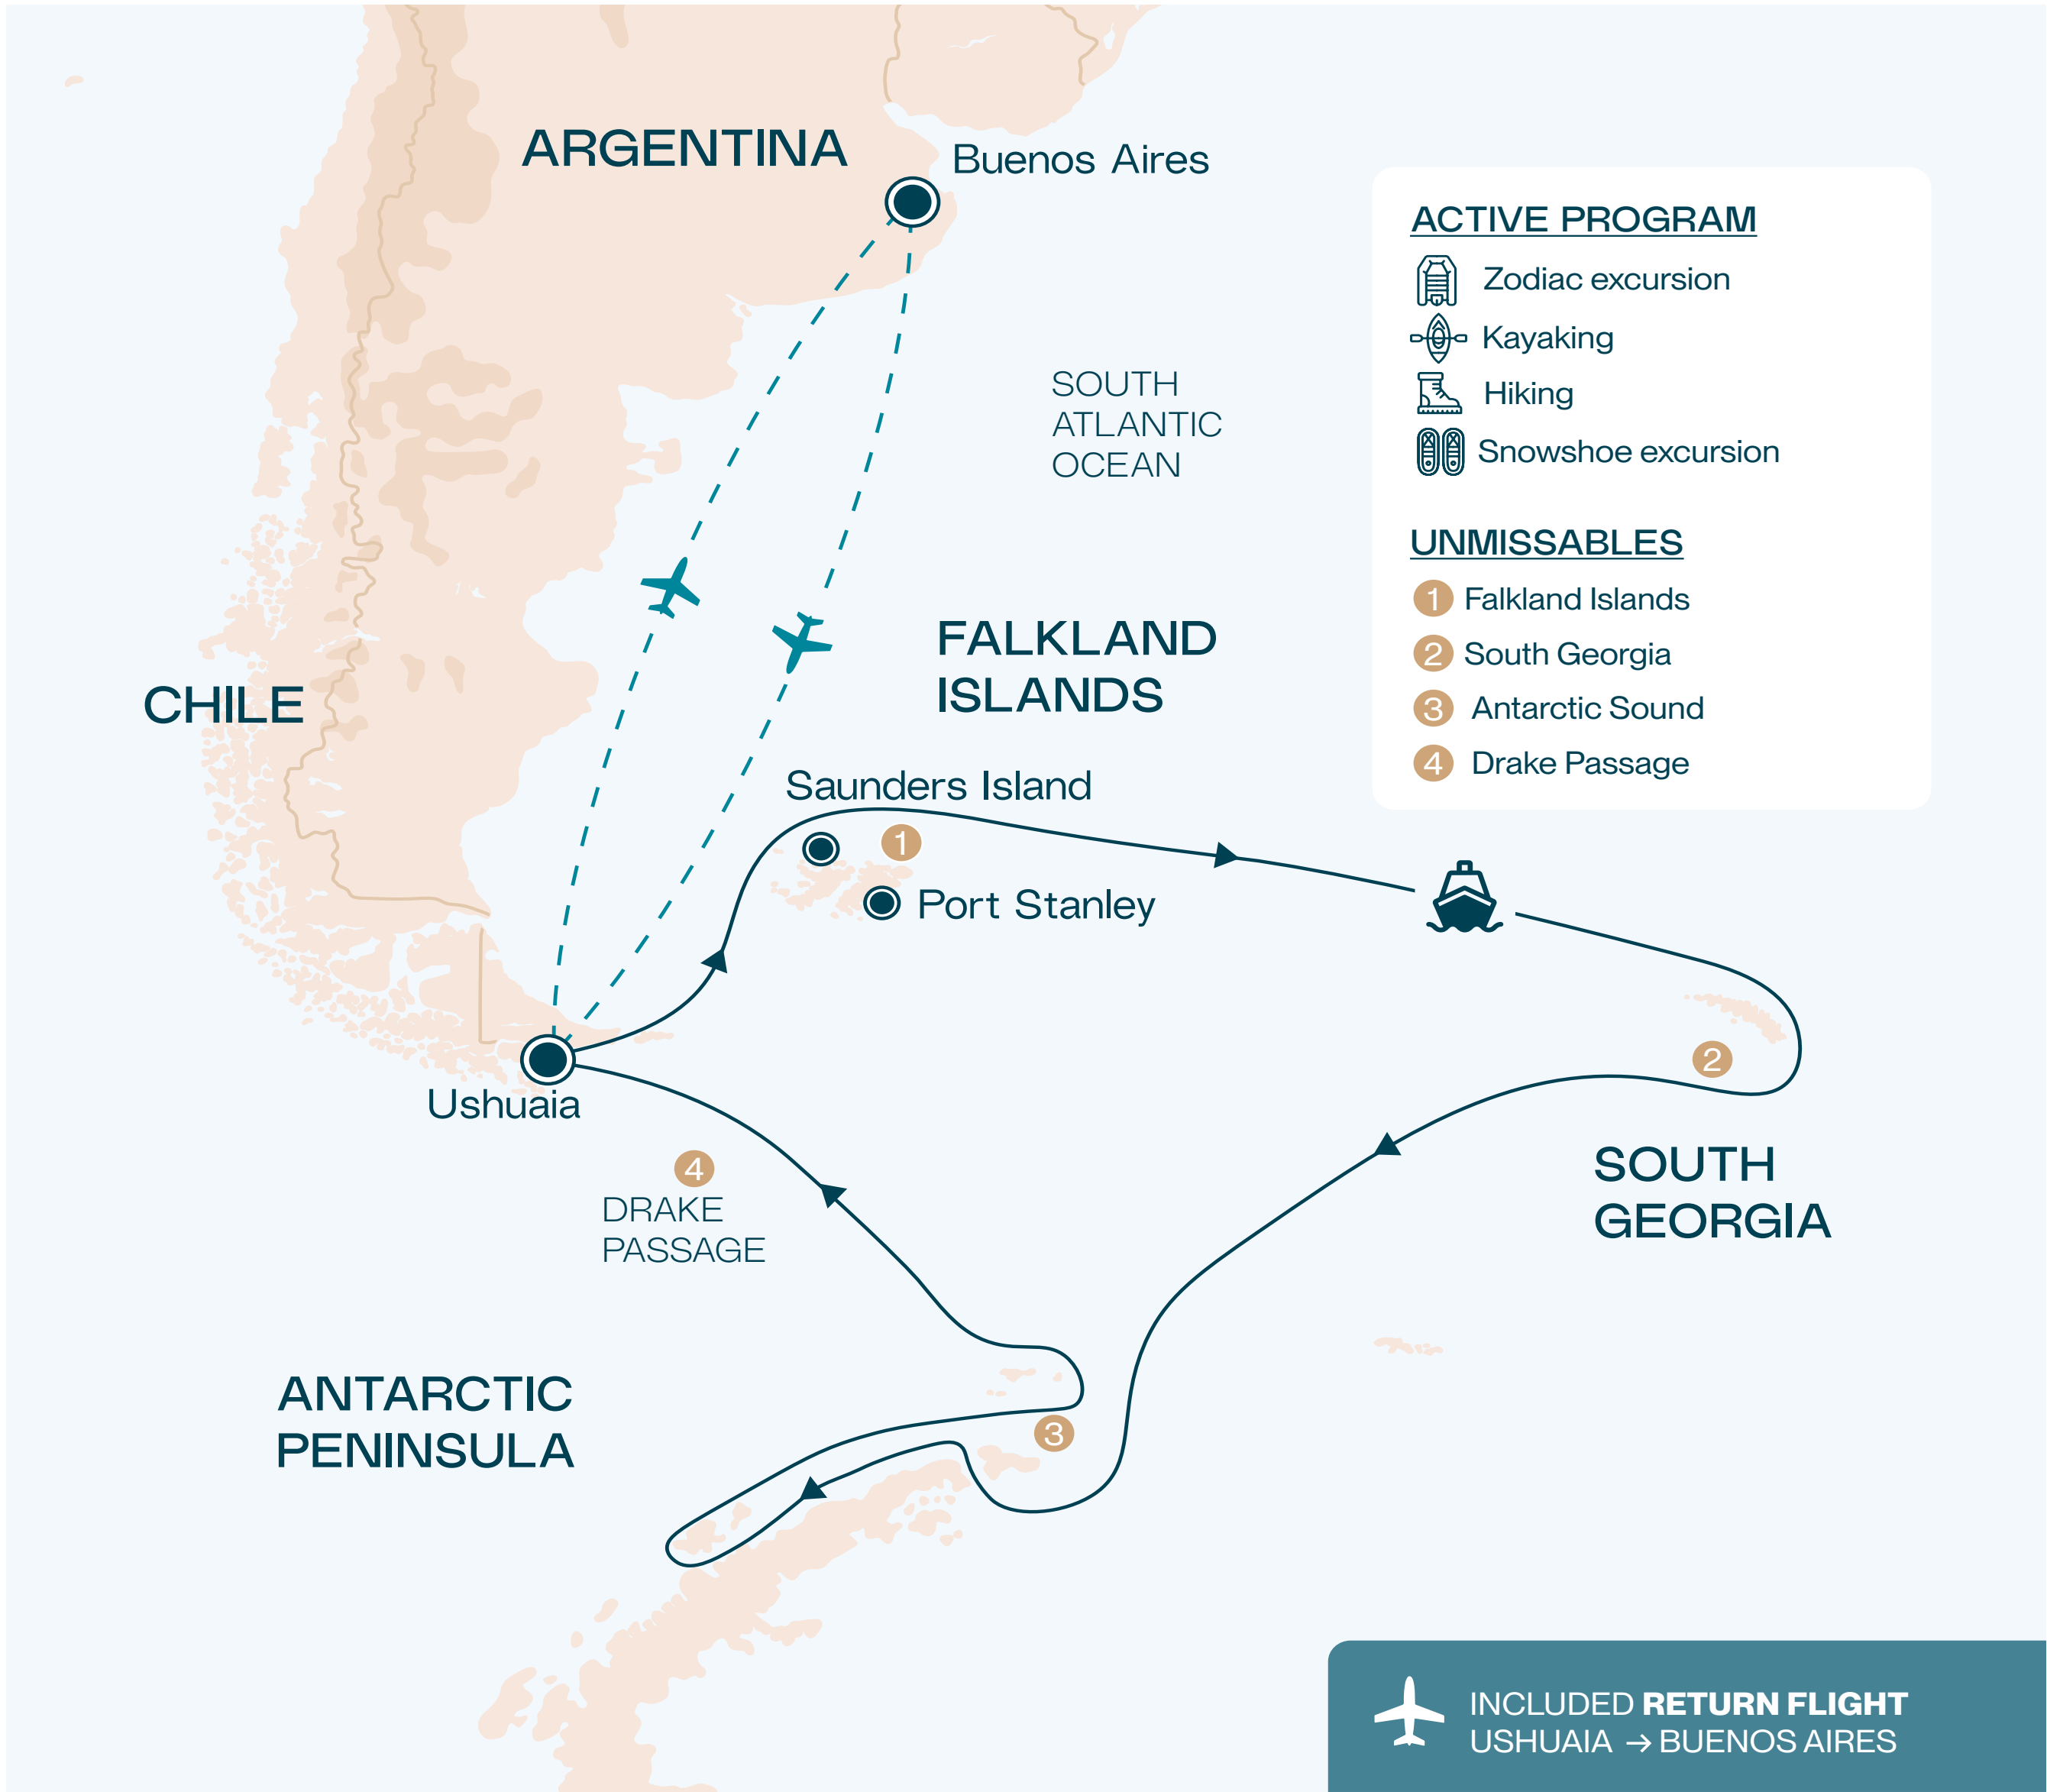 ARGENTINA
Buenos Aires
ACTIVE PROGRAM
Zodiac excursion
Kayaking
Hiking
Snowshoe excursion
UNMISSABLES
1 Falkland Islands
2 South Georgia
3 Antarctic Sound
4 Drake Passage
SOUTH
ATLANTIC
OCEAN
FALKLAND
ISLANDS
CHILE
Saunders Island
1
Port Stanley
2
Ushuaia
4
DRAKE
PASSAGE
SOUTH
GEORGIA
ANTARCTIC
PENINSULA
3
INCLUDED RETURN FLIGHT
USHUAIA → BUENOS AIRES